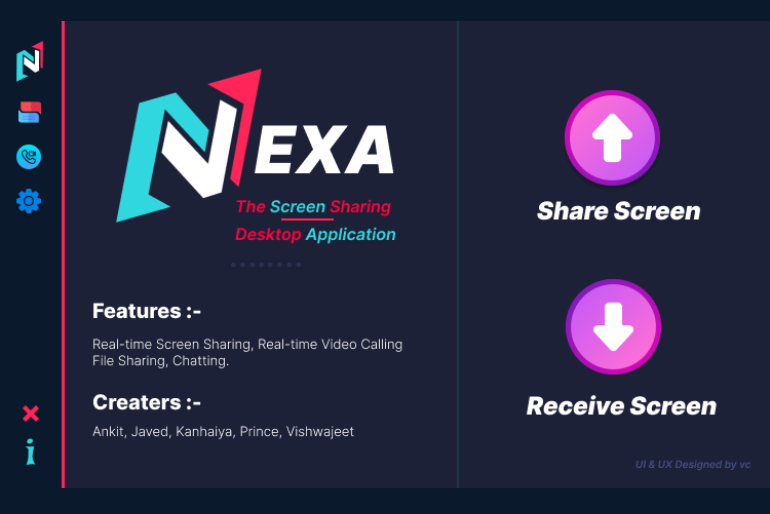 NEXA
The Screen Sharing
Desktop Application
Features :-
Real-time Screen Sharing, Real-time Video Calling
File Sharing, Chatting.
Creaters :-
Ankit, Javed, Kanhaiya, Prince, Vishwajeet
Share Screen
Receive Screen
UI & UX Designed by vc